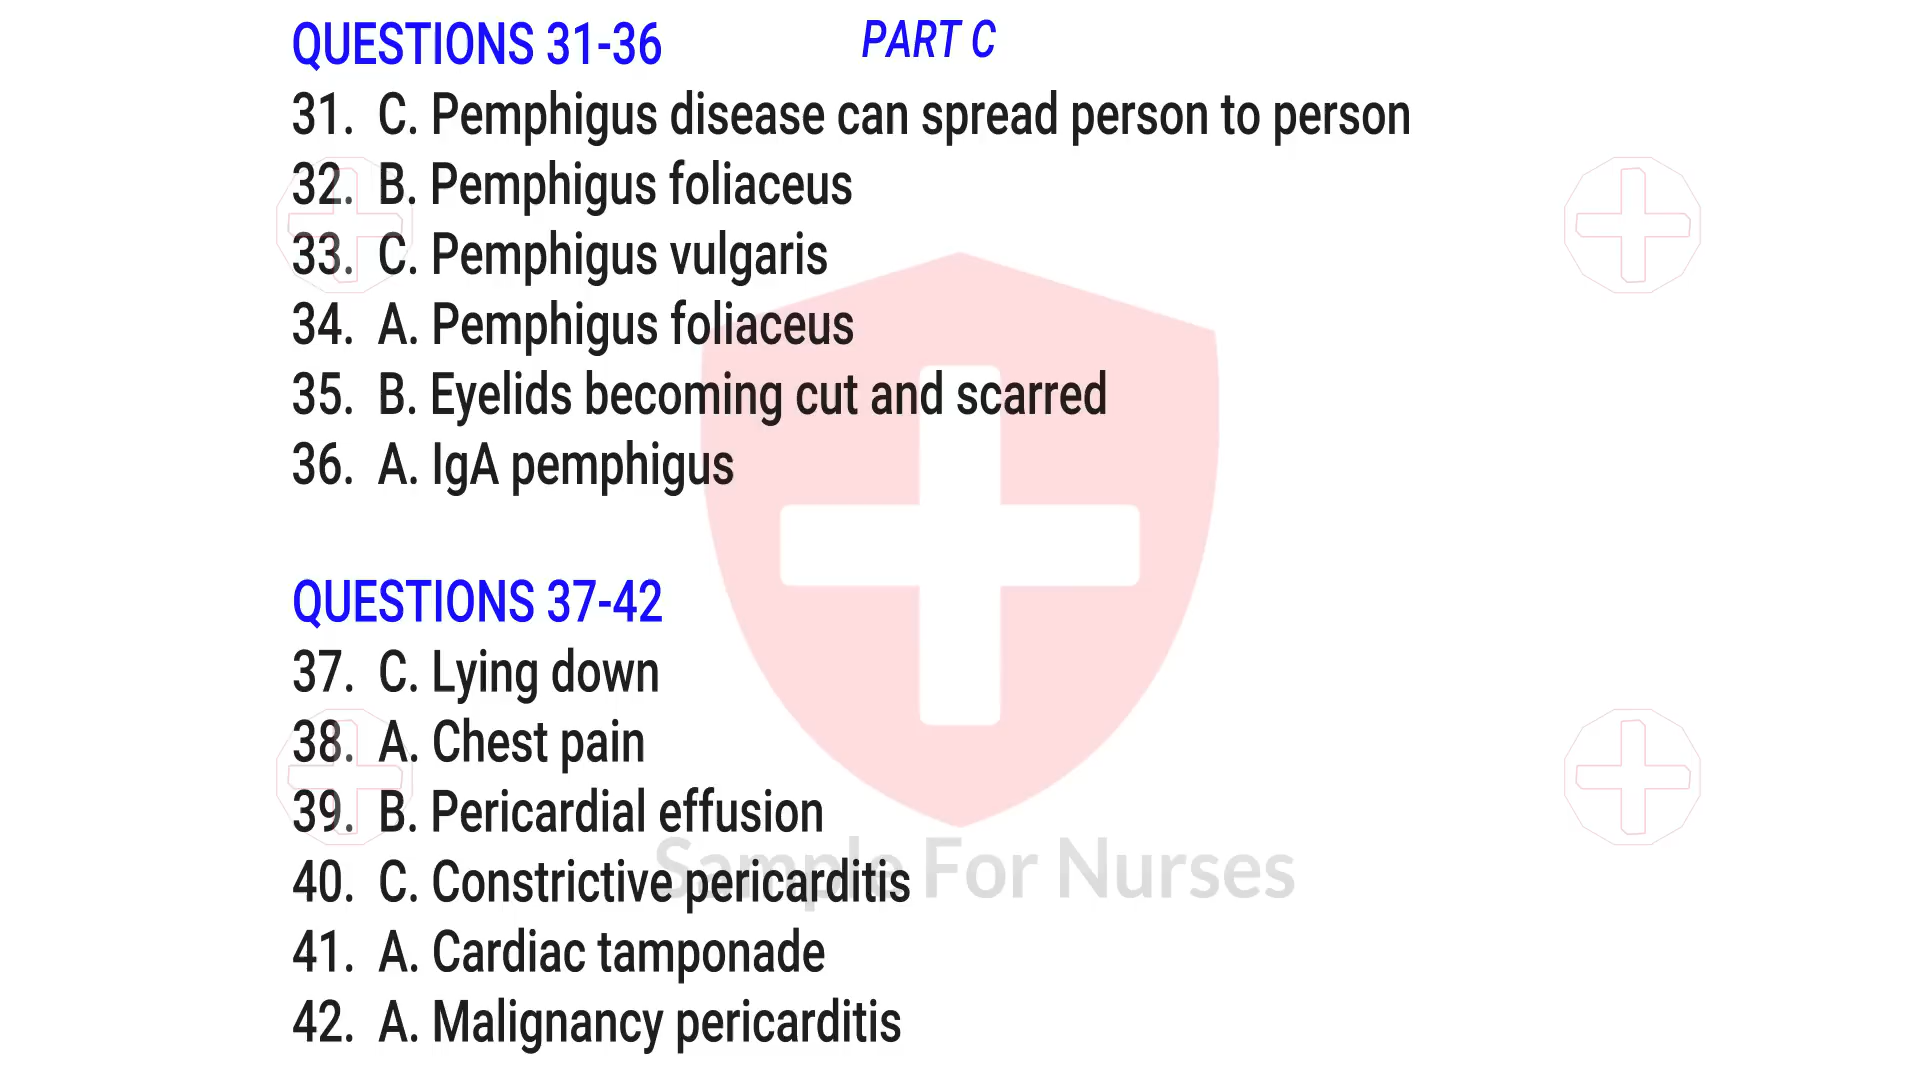 QUESTIONS 31-36 PART C
31. C. Pemphigus disease can spread person to person
32. B. Pemphigus foliaceus
33. C. Pemphigus vulgaris
34. A. Pemphigus foliaceus
35. B. Eyelids becoming cut and scarred
36. A. IgA pemphigus
QUESTIONS 37-42
37. C. Lying down
38. A. Chest pain
39. B. Pericardial effusion
40. C. Constrictive pericarditis
Sample For Nurses
41. A. Cardiac tamponade
42. A. Malignancy pericarditis